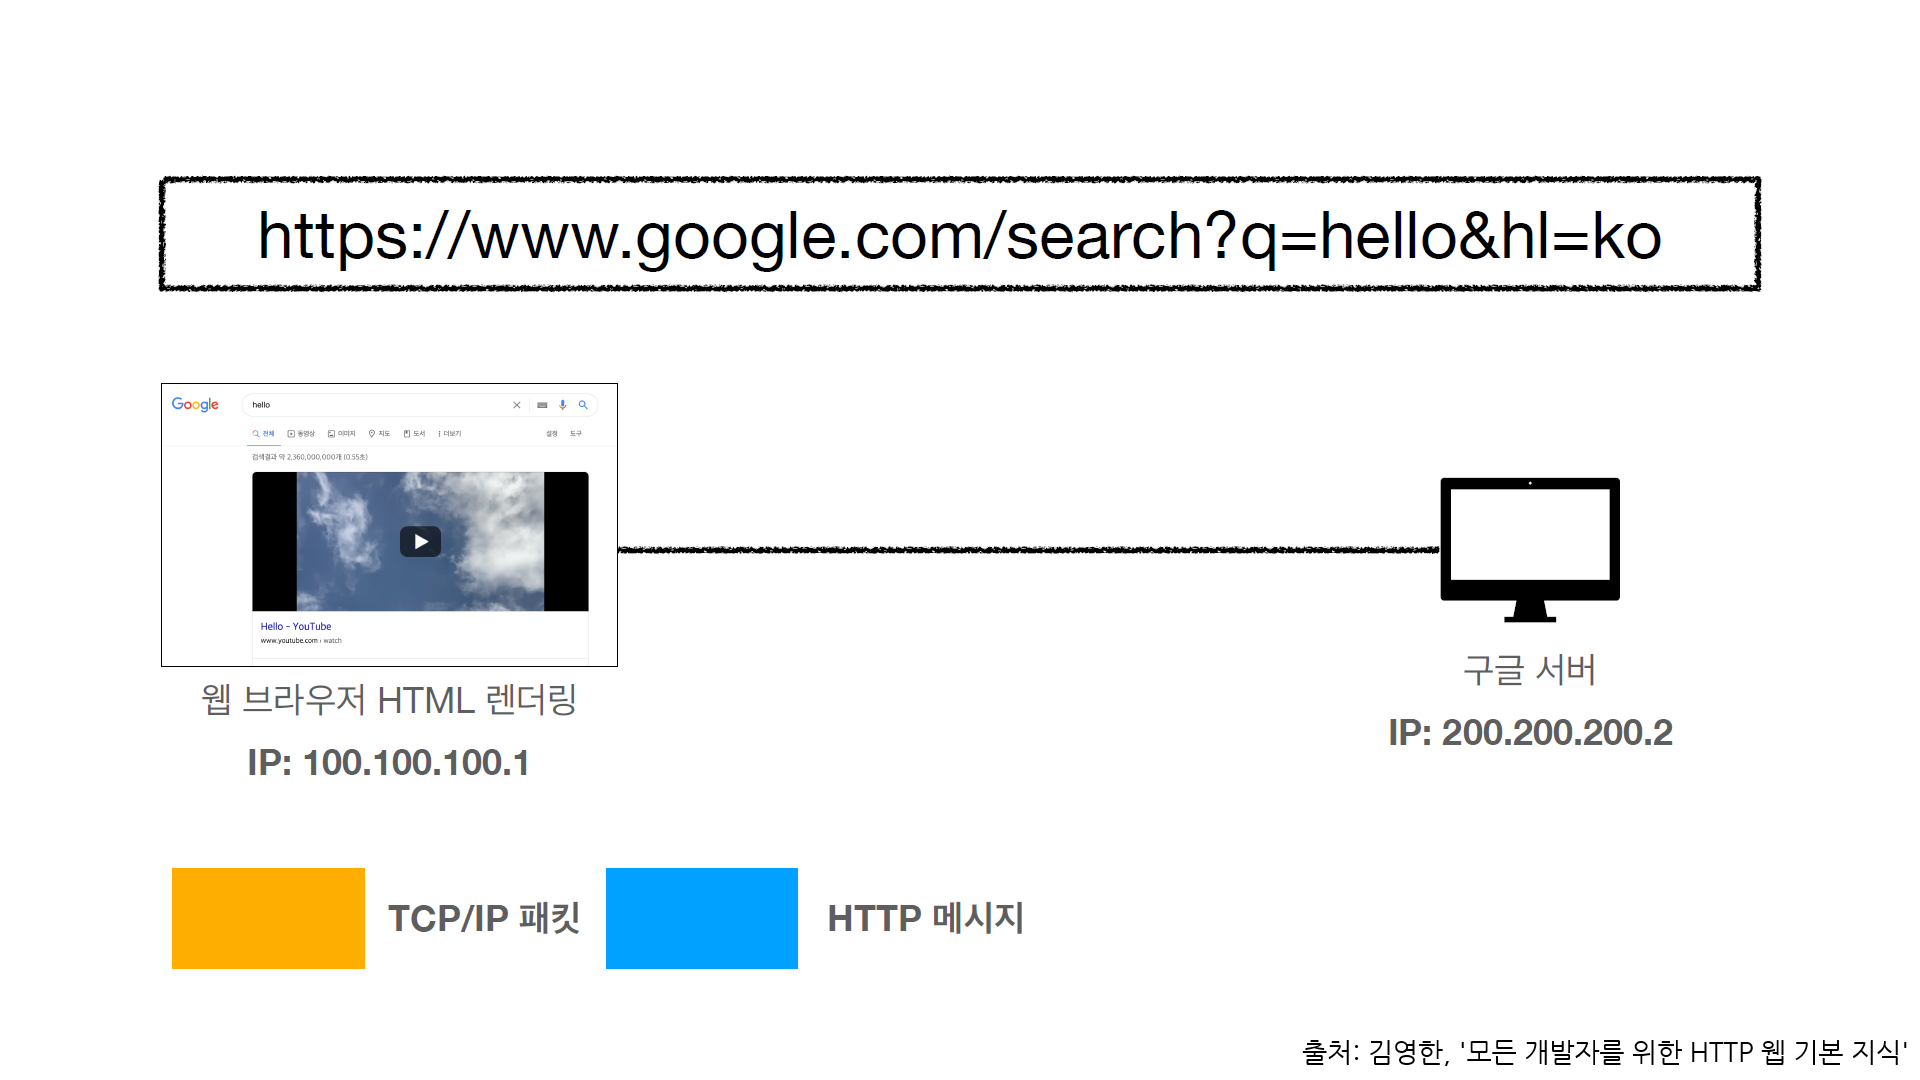 https://www.google.com/search?q=hello&hl=ko
Google
hello
전체 동영상 이미지 지도 도서 더보기 설정 도구
검색결과 약 2,360,000,000개 (0.55초)
Hello - YouTube
www.youtube.com › watch
웹 브라우저 HTML 렌더링
IP: 100.100.100.1
구글 서버
IP: 200.200.200.2
TCP/IP 패킷
HTTP 메시지
출처: 김영한, '모든 개발자를 위한 HTTP 웹 기본 지식'